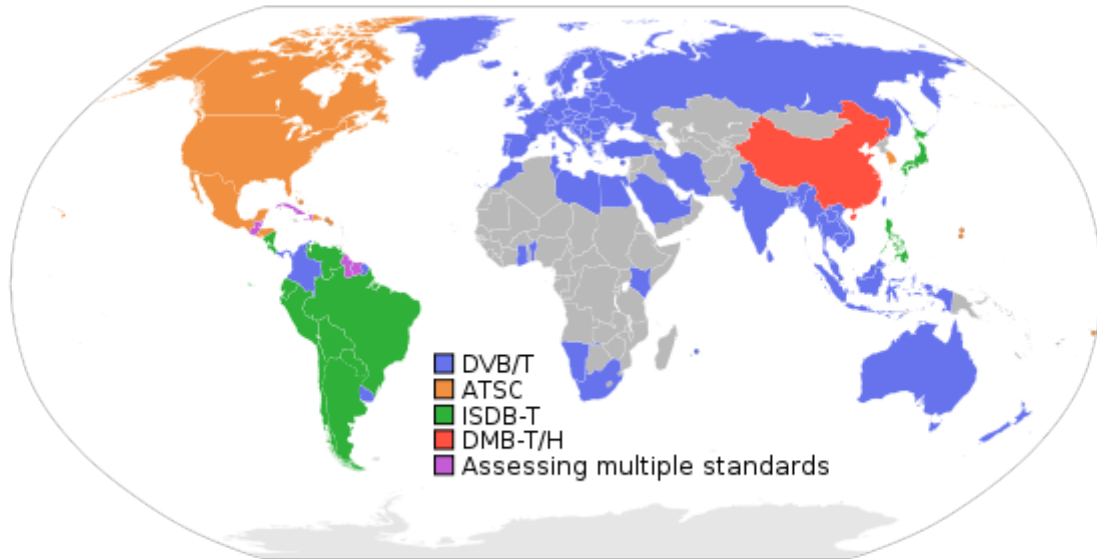 DVB/T
ATSC
ISDB-T
DMB-T/H
Assessing multiple standards